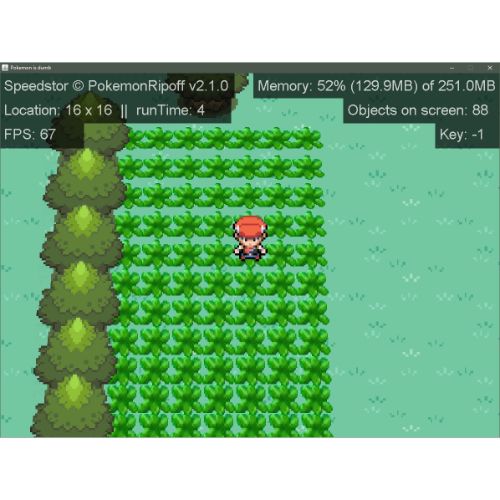 Pokemon is dumb
Speedstor © PokemonRipoff v2.1.0
Memory: 52% (129.9MB) of 251.0MB
Location: 16 x 16 || runTime: 4
Objects on screen: 88
FPS: 67
Key: -1